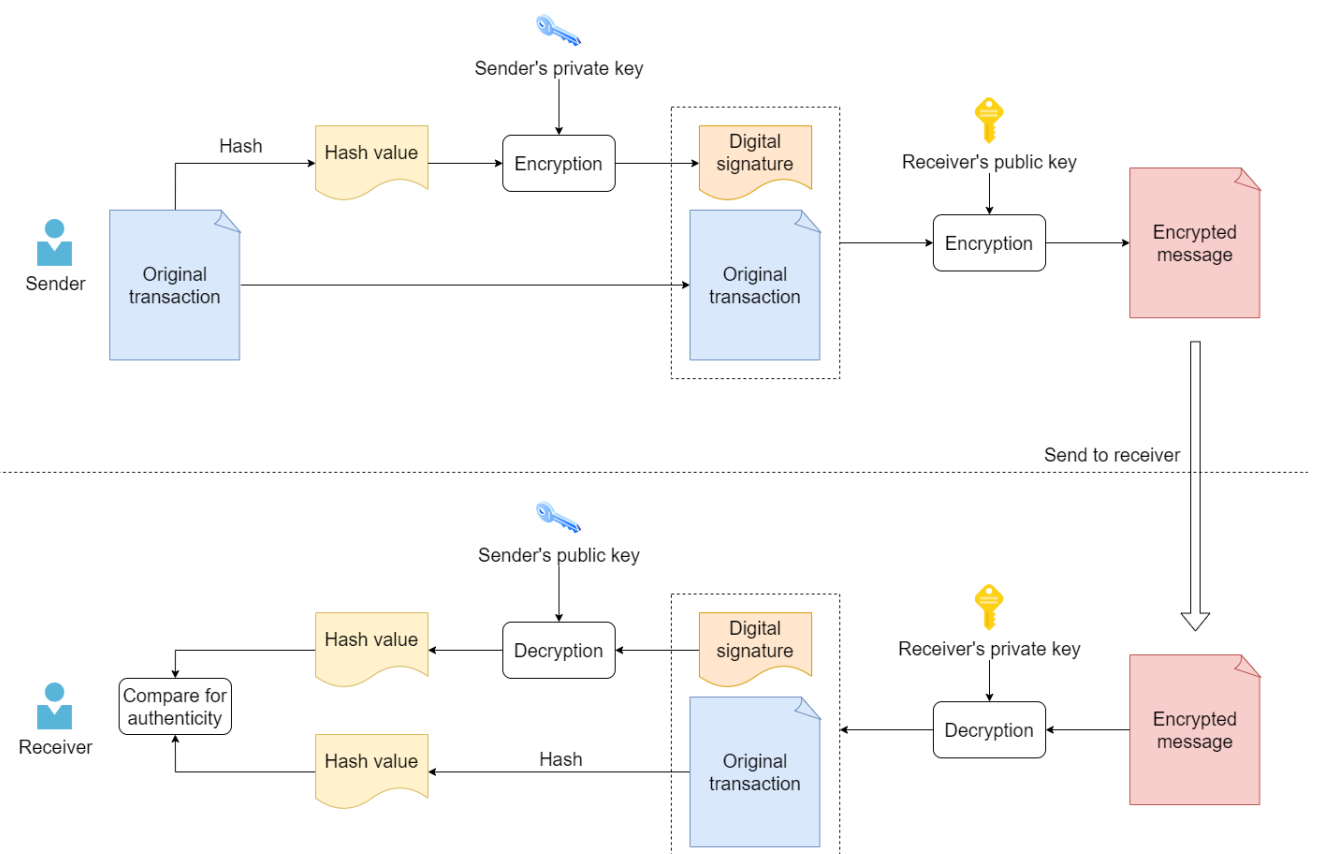 Sender's private key
Hash
Hash value
Encryption
Digital
signature
Receiver's public key
Encryption
Encrypted
message
Sender
Original
transaction
Original
transaction
Send to receiver
Sender's public key
Hash value
Decryption
Digital
signature
Receiver's private key
Compare for
authenticity
Receiver
Hash value
Hash
Original
transaction
Decryption
Encrypted
message